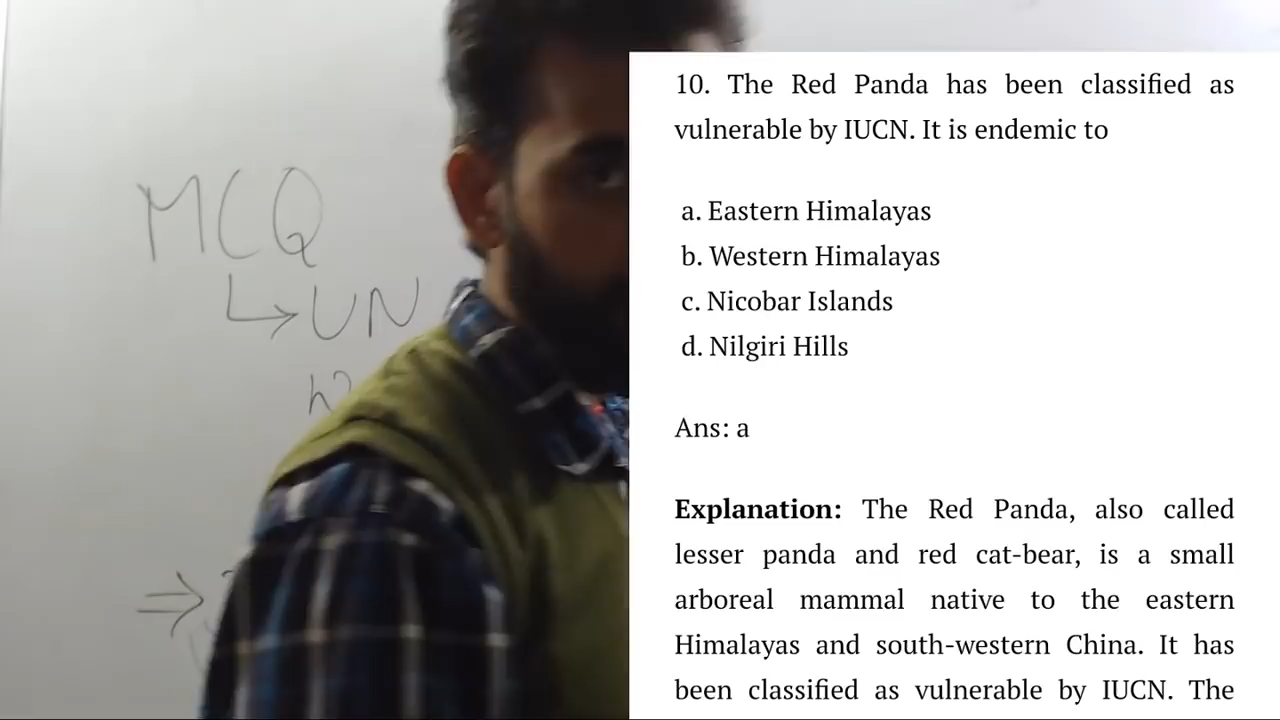 MCQ
UN
10. The Red Panda has been classified as
vulnerable by IUCN. It is endemic to
a. Eastern Himalayas
b. Western Himalayas
c. Nicobar Islands
d. Nilgiri Hills
Ans: a
Explanation: The Red Panda, also called
lesser panda and red cat-bear, is a small
arboreal mammal native to the eastern
Himalayas and south-western China. It has
been classified as vulnerable by IUCN. The